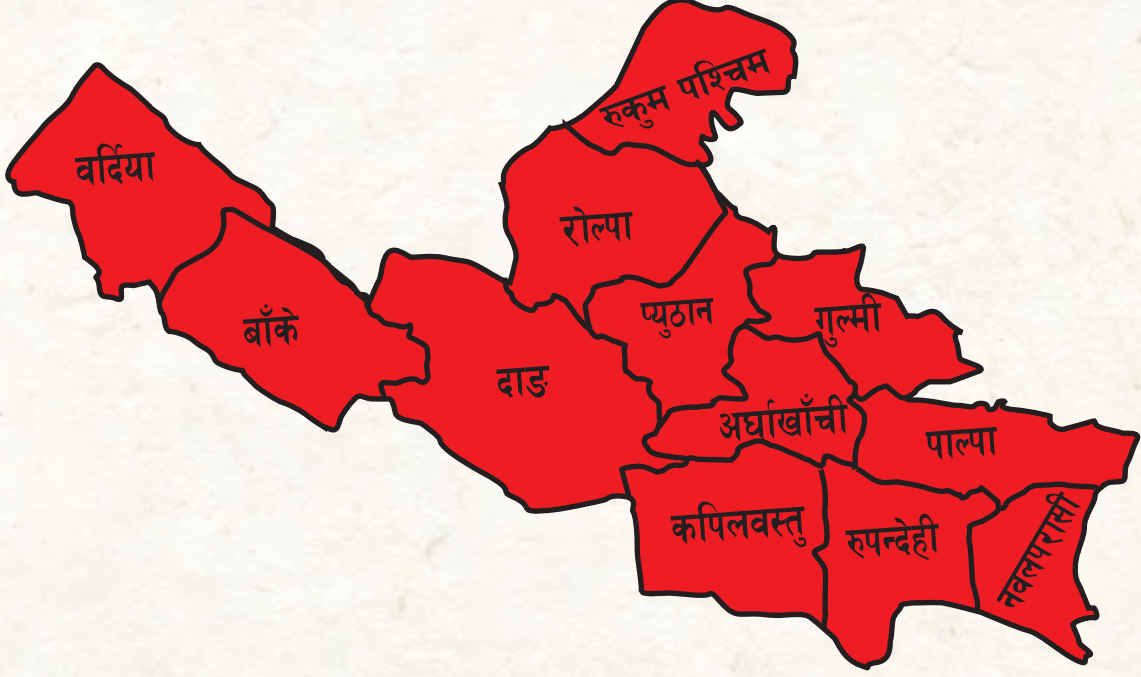 रुकुम पश्चिम
वर्दिया
रोल्पा
प्युठान
गुल्मी
बाँके
दाङ
अर्घाखाँची
पाल्पा
कपिलवस्तु
रुपन्देही
नवलपरासी